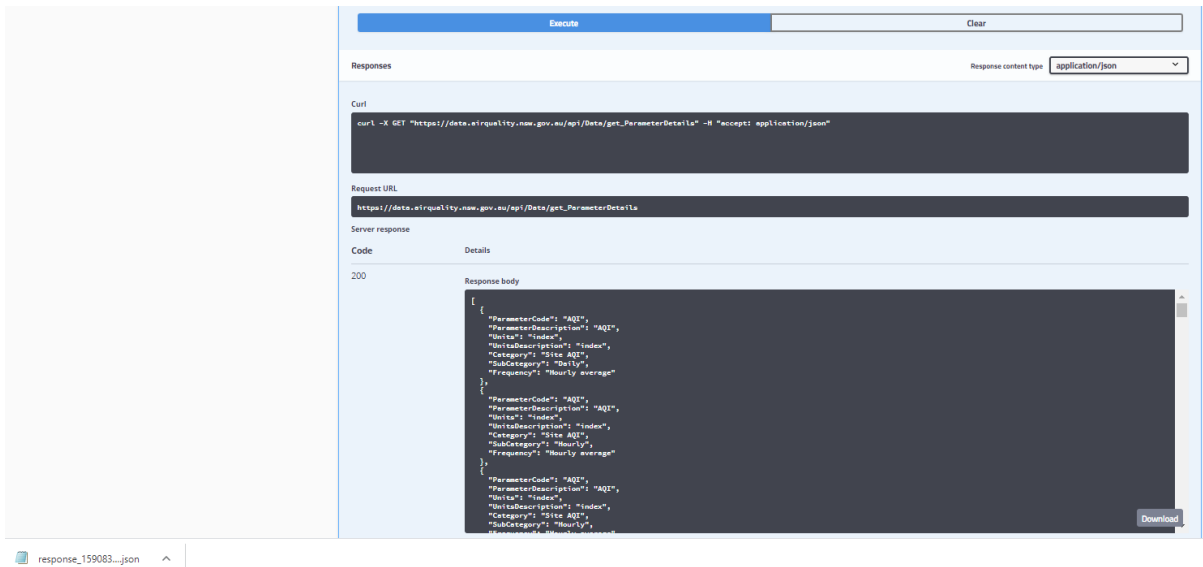 Execute
Clear
Responses
Response content type
application/json
Curl
curl -X GET "https://data.airquality.nsw.gov.au/api/Data/get_ParameterDetails" -H "accept: application/json"
Request URL
https://data.airquality.nsw.gov.au/api/Data/get_ParameterDetails
Server response
Code
Details
200
Response body
[
{
"ParameterCode": "AQI",
"ParameterDescription": "AQI",
"Units": "index",
"UnitsDescription": "index",
"Category": "Site AQI",
"SubCategory": "Daily",
"Frequency": "Hourly average"
},
{
"ParameterCode": "AQI",
"ParameterDescription": "AQI",
"Units": "index",
"UnitsDescription": "index",
"Category": "Site AQI",
"SubCategory": "Hourly",
"Frequency": "Hourly average"
},
{
"ParameterCode": "AQI",
"ParameterDescription": "AQI",
"Units": "index",
"UnitsDescription": "index",
"Category": "Site AQI",
"SubCategory": "Hourly",
"Frequency": "Hourly average"
Download
response_159083....json